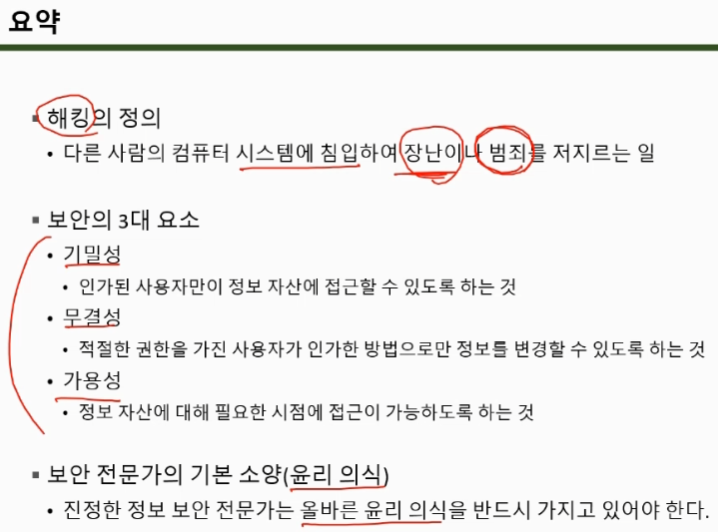 요약
▪ 해킹의 정의
• 다른 사람의 컴퓨터 시스템에 침입하여 장난이나 범죄를 저지르는 일
▪ 보안의 3대 요소
• 기밀성
• 인가된 사용자만이 정보 자산에 접근할 수 있도록 하는 것
• 무결성
• 적절한 권한을 가진 사용자가 인가한 방법으로만 정보를 변경할 수 있도록 하는 것
• 가용성
• 정보 자산에 대해 필요한 시점에 접근이 가능하도록 하는 것
▪ 보안 전문가의 기본 소양(윤리 의식)
• 진정한 정보 보안 전문가는 올바른 윤리 의식을 반드시 가지고 있어야 한다.